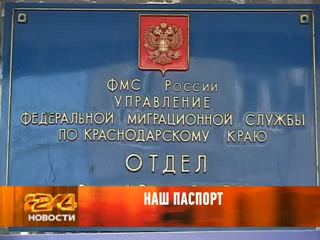 ФМС России
УПРАВЛЕНИЕ
ФЕДЕРАЛЬНОЙ МИГРАЦИОННОЙ СЛУЖБЫ
ПО КРАСНОДАРСКОМУ КРАЮ
ОТДЕЛ
24
НОВОСТИ
НАШ ПАСПОРТ